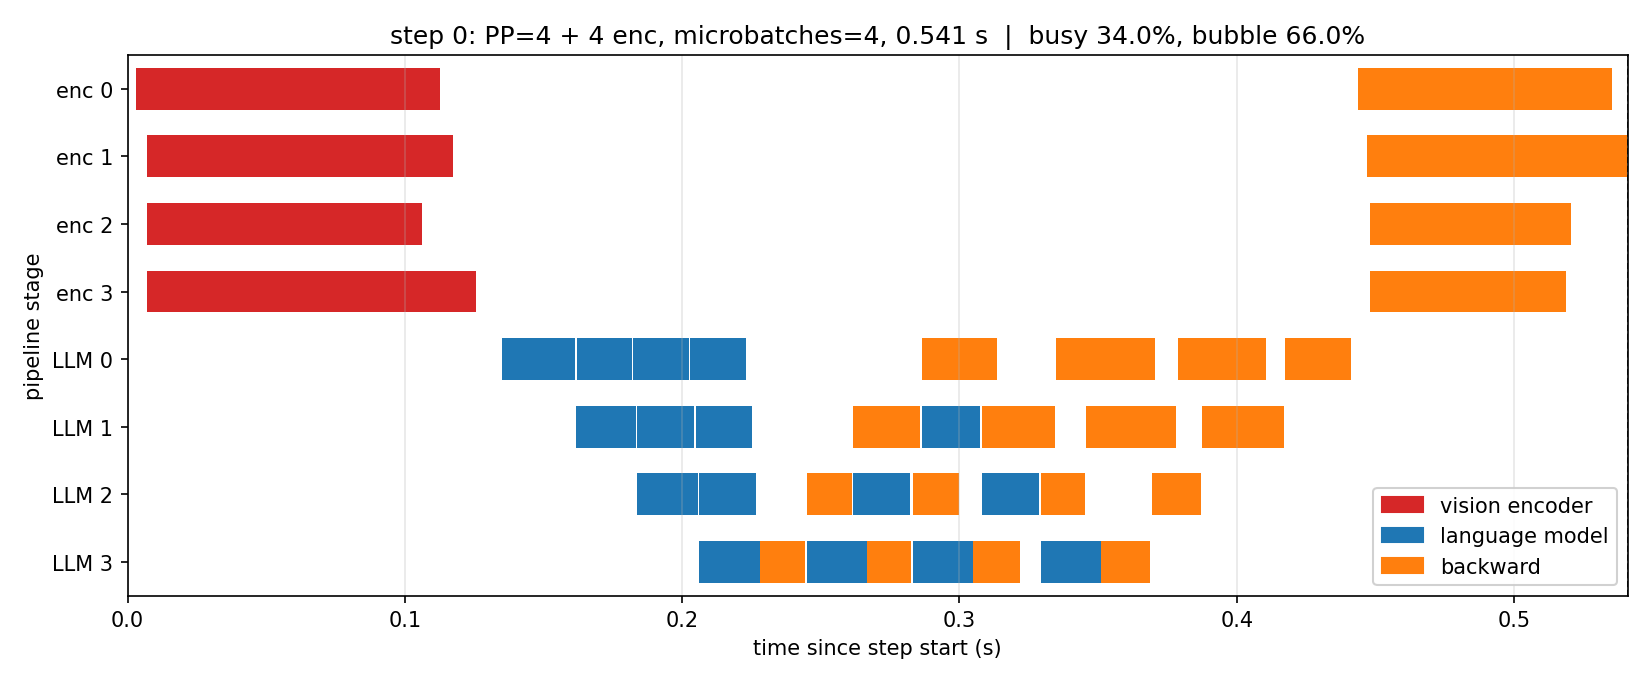 step 0: PP=4 + 4 enc, microbatches=4, 0.541 s | busy 34.0%, bubble 66.0%
pipeline stage
enc 0
enc 1
enc 2
enc 3
LLM 0
LLM 1
LLM 2
LLM 3
vision encoder
language model
backward
0.0 0.1 0.2 0.3 0.4 0.5
time since step start (s)